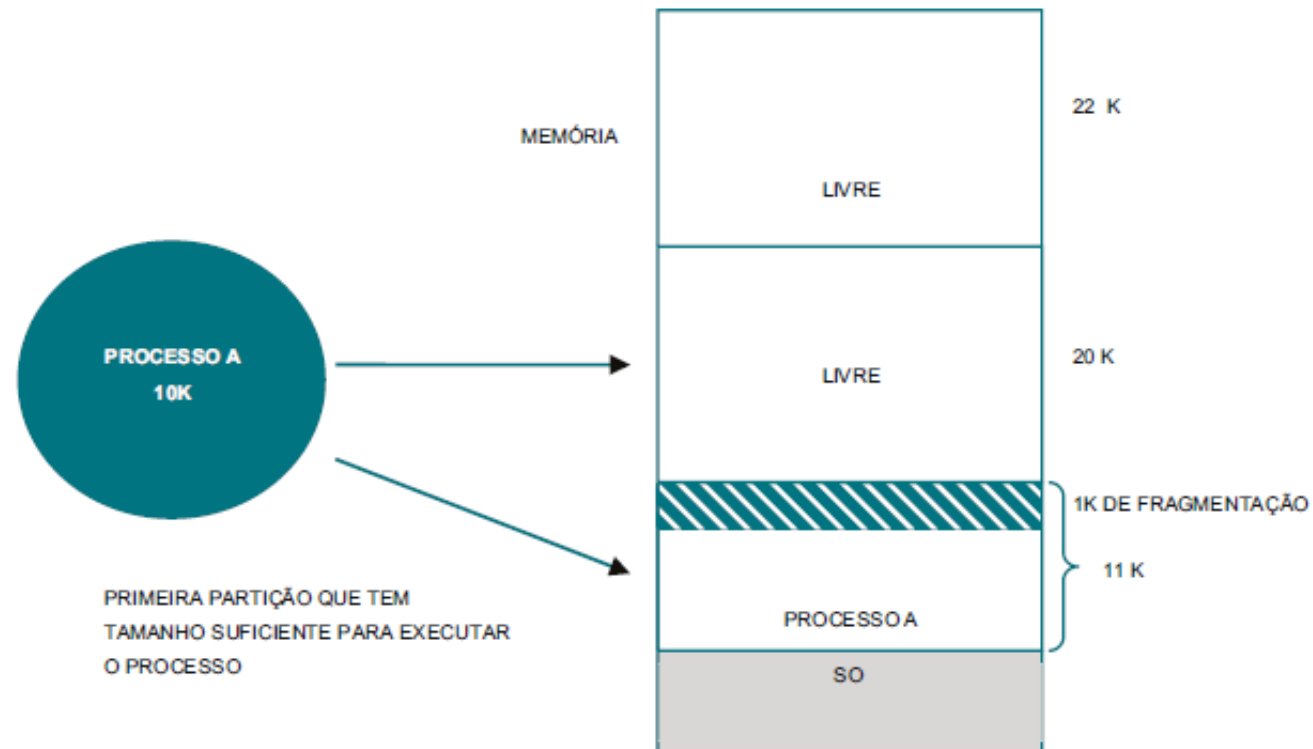 22 K
MEMÓRIA
LIVRE
PROCESSO A
10K
20 K
LIVRE
1K DE FRAGMENTAÇÃO
11 K
PRIMEIRA PARTIÇÃO QUE TEM
TAMANHO SUFICIENTE PARA EXECUTAR
O PROCESSO
PROCESSO A
SO